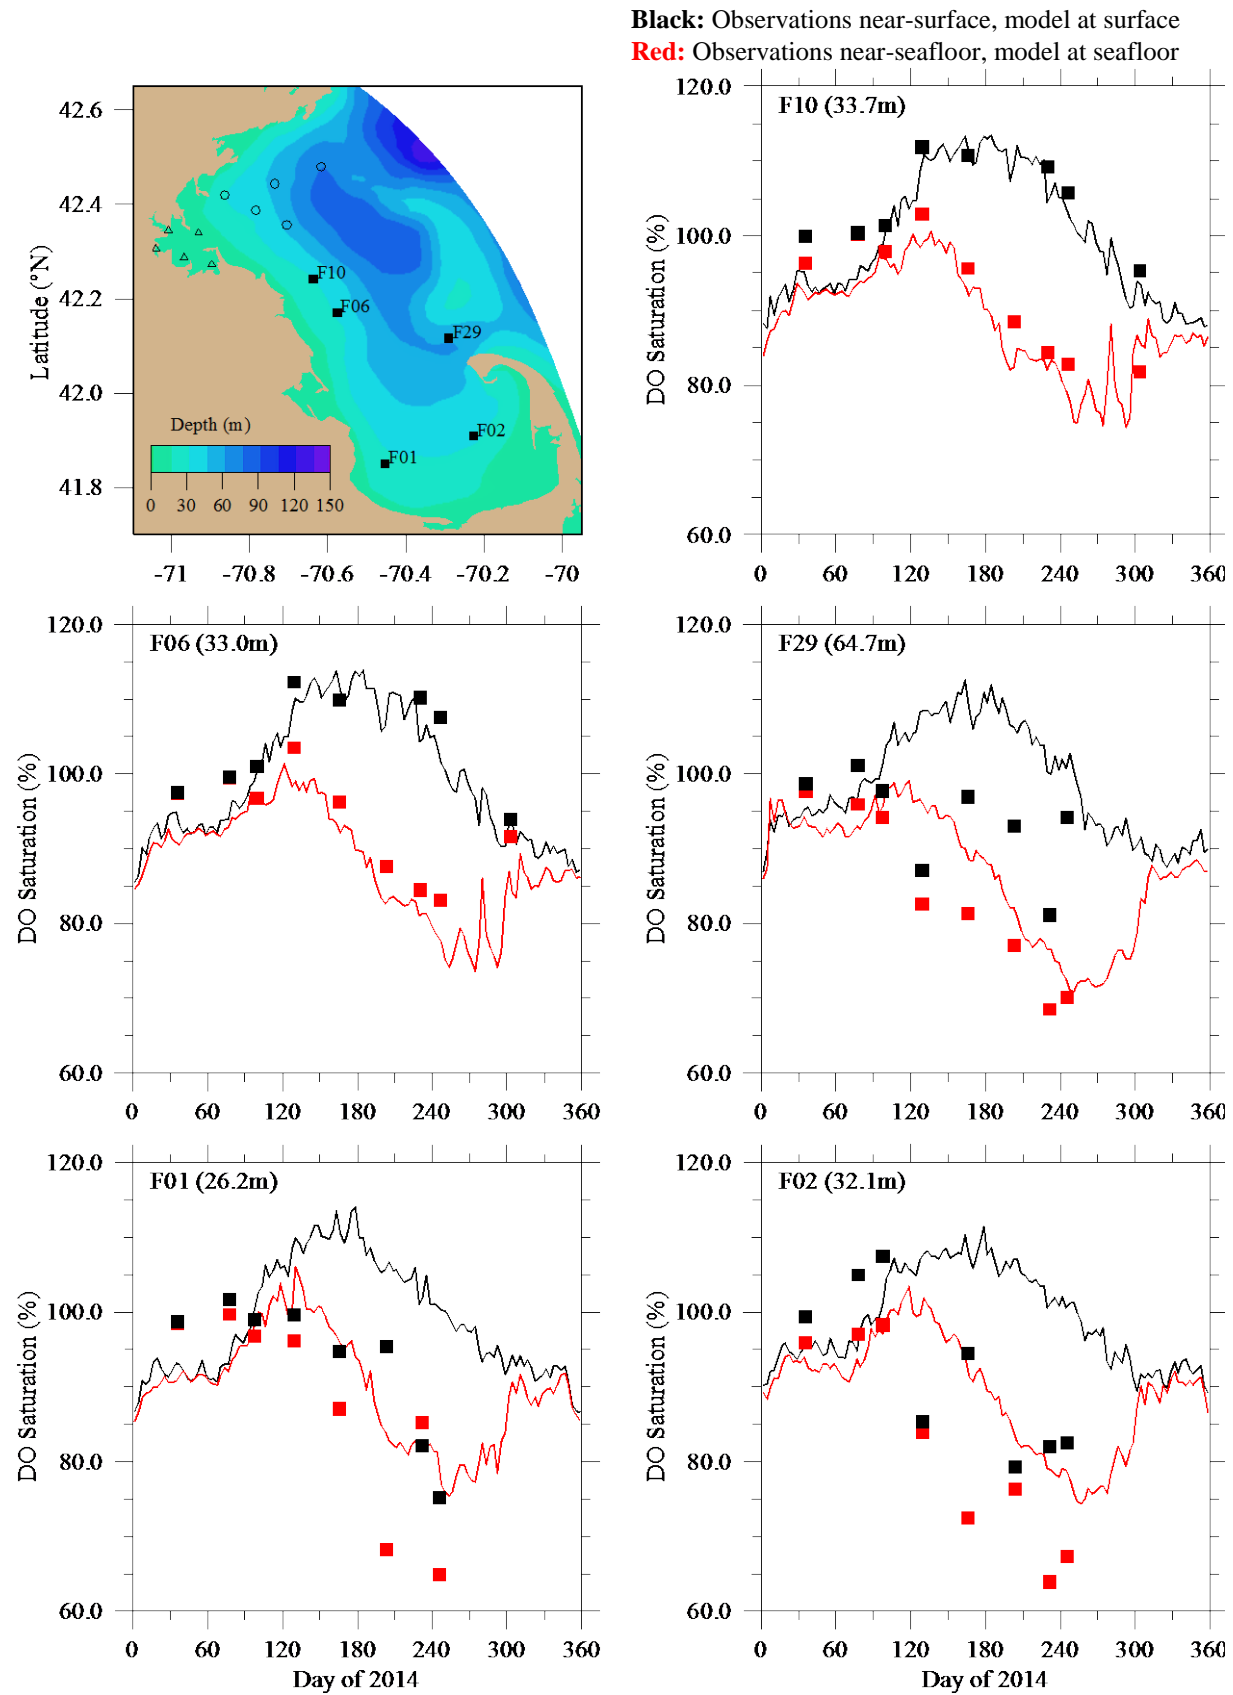 Black: Observations near-surface, model at surface
Red: Observations near-seafloor, model at seafloor
42.6
42.4
42.2
42.0
41.8
Latitude (°N)
F10
F06
F29
F02
F01
Depth (m)
0 30 60 90 120 150
-71 -70.8 -70.6 -70.4 -70.2 -70
F10 (33.7m)
120.0
100.0
80.0
60.0
DO Saturation (%)
0 60 120 180 240 300 360
F06 (33.0m)
120.0
100.0
80.0
60.0
DO Saturation (%)
0 60 120 180 240 300 360
F29 (64.7m)
120.0
100.0
80.0
60.0
DO Saturation (%)
0 60 120 180 240 300 360
F01 (26.2m)
120.0
100.0
80.0
60.0
DO Saturation (%)
0 60 120 180 240 300 360
Day of 2014
F02 (32.1m)
120.0
100.0
80.0
60.0
DO Saturation (%)
0 60 120 180 240 300 360
Day of 2014